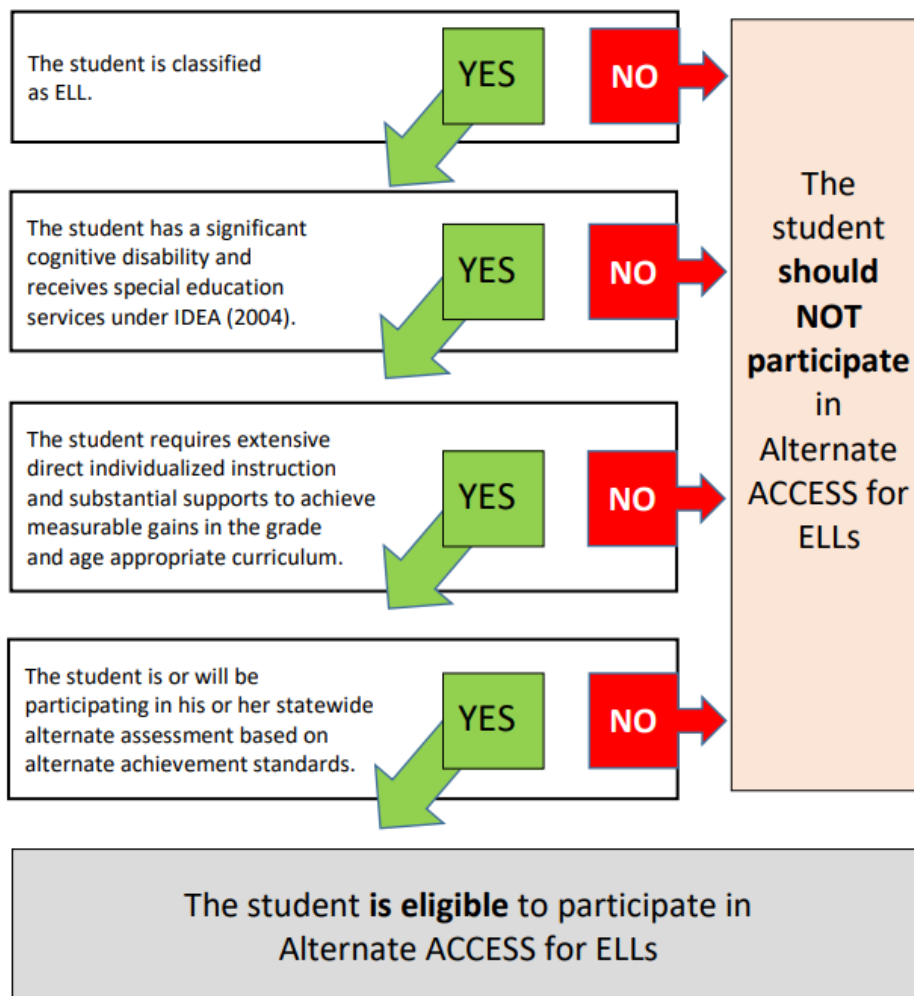 The student is classified
as ELL.
YES
NO
The student has a significant
cognitive disability and
receives special education
services under IDEA (2004).
YES
NO
The student requires extensive
direct individualized instruction
and substantial supports to achieve
measurable gains in the grade
and age appropriate curriculum.
YES
NO
The student is or will be
participating in his or her statewide
alternate assessment based on
alternate achievement standards.
YES
NO
The
student
should
NOT
participate
in
Alternate
ACCESS for
ELLs
The student is eligible to participate in
Alternate ACCESS for ELLs